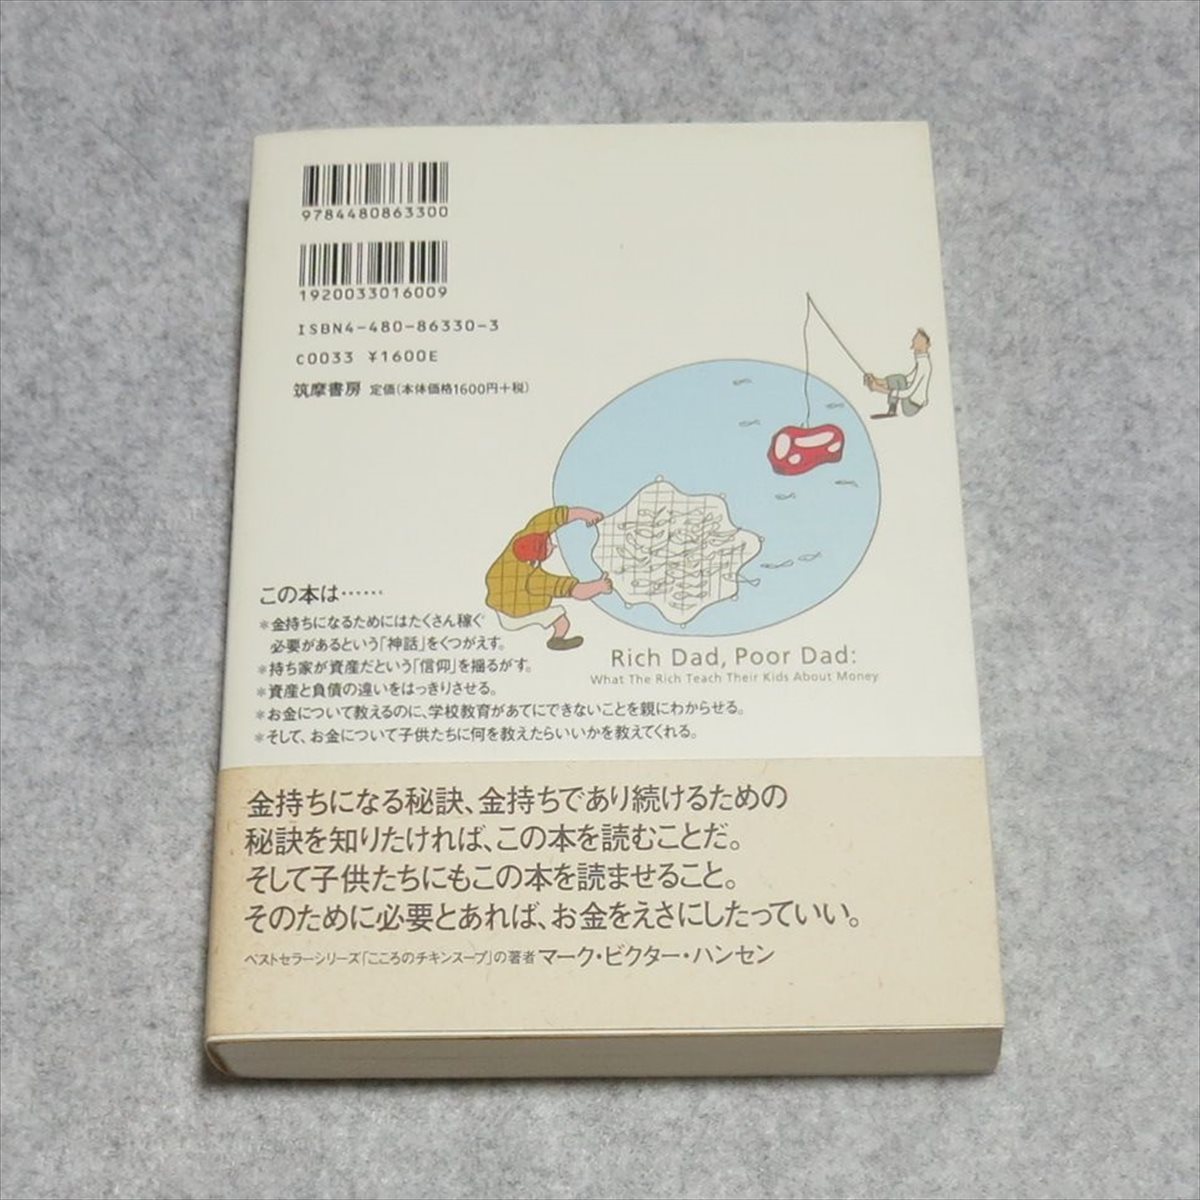 9784480863300
1920033016009
ISBN4-480-86330-3
C0033 ¥1600E
筑摩書房 定価(本体価格1600円+税)
この本は……
*金持ちになるためにはたくさん稼ぐ
必要があるという「神話」をくつがえす。
*持ち家が資産だという「信仰」を揺るがす。
*資産と負債の違いをはっきりさせる。
*お金について教えるのに、学校教育があてにできないことを親にわからせる。
*そして、お金について子供たちに何を教えたらいいかを教えてくれる。
Rich Dad, Poor Dad:
What The Rich Teach Their Kids About Money
金持ちになる秘訣、金持ちであり続けるための
秘訣を知りたければ、この本を読むことだ。
そして子供たちにもこの本を読ませること。
そのために必要とあれば、お金をえさにしたっていい。
ベストセラーシリーズ「こころのチキンスープ」の著者 マーク・ビクター・ハンセン